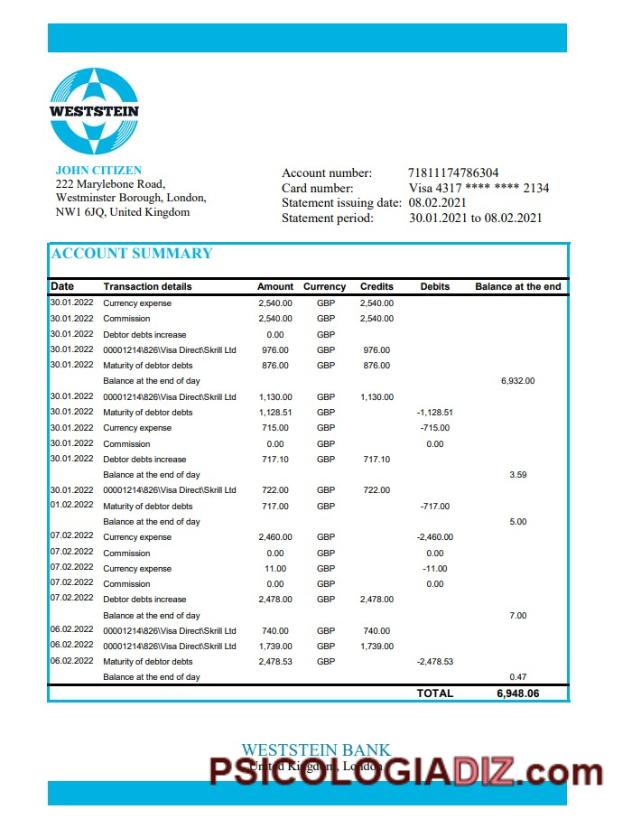 WESTSTEIN
JOHN CITIZEN
222 Marylebone Road,
Westminster Borough, London,
NW1 6JQ, United Kingdom
Account number: 71811174786304
Card number: Visa 4317 **** **** 2134
Statement issuing date: 08.02.2021
Statement period: 30.01.2021 to 08.02.2021
ACCOUNT SUMMARY
Date Transaction details Amount Currency Credits Debits Balance at the end
30.01.2022 Currency expense 2,540.00 GBP 2,540.00
30.01.2022 Commission 2,540.00 GBP 2,540.00
30.01.2022 Debtor debts increase 0.00 GBP
30.01.2022 00001214\826\Visa Direct\Skrill Ltd 976.00 GBP 976.00
30.01.2022 Maturity of debtor debts 876.00 GBP 876.00
Balance at the end of day 6,932.00
30.01.2022 00001214\826\Visa Direct\Skrill Ltd 1,130.00 GBP 1,130.00
30.01.2022 Maturity of debtor debts 1,128.51 GBP -1,128.51
30.01.2022 Currency expense 715.00 GBP -715.00
30.01.2022 Commission 0.00 GBP 0.00
30.01.2022 Debtor debts increase 717.10 GBP 717.10
Balance at the end of day 3.59
30.01.2022 00001214\826\Visa Direct\Skrill Ltd 722.00 GBP 722.00
01.02.2022 Maturity of debtor debts 717.00 GBP -717.00
Balance at the end of day 5.00
07.02.2022 Currency expense 2,460.00 GBP -2,460.00
07.02.2022 Commission 0.00 GBP 0.00
07.02.2022 Currency expense 11.00 GBP -11.00
07.02.2022 Commission 0.00 GBP 0.00
07.02.2022 Debtor debts increase 2,478.00 GBP 2,478.00
Balance at the end of day 7.00
06.02.2022 00001214\826\Visa Direct\Skrill Ltd 740.00 GBP 740.00
06.02.2022 00001214\826\Visa Direct\Skrill Ltd 1,739.00 GBP 1,739.00
06.02.2022 Maturity of debtor debts 2,478.53 GBP -2,478.53
Balance at the end of day 0.47
TOTAL 6,948.06
WESTSTEIN BANK
United Kingdom, London
PSICOLOGIADIZ.com